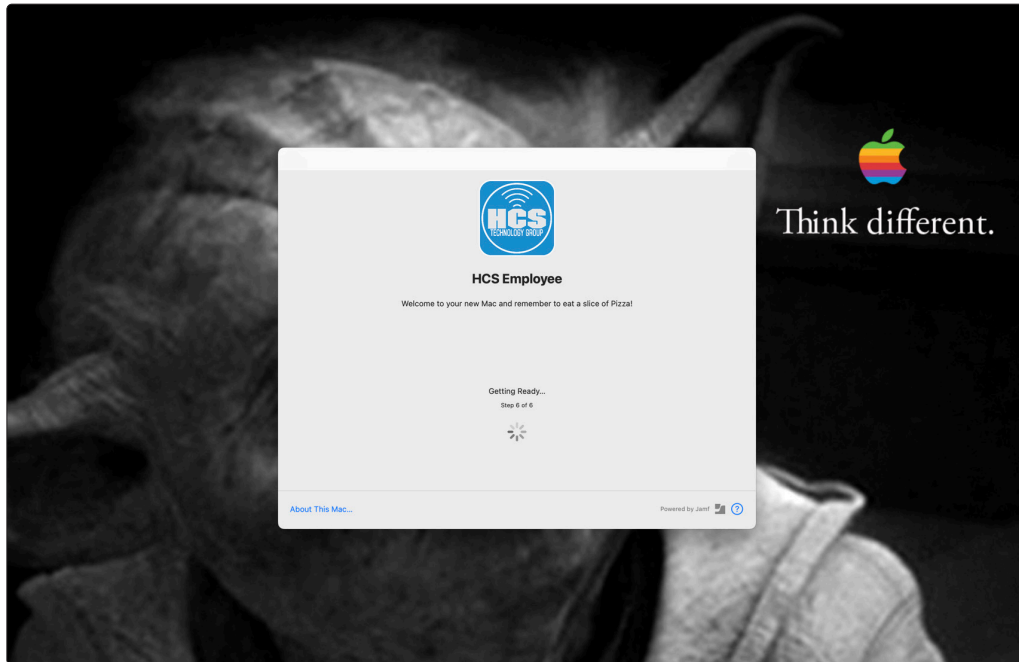 Think different.
HCS
TECHNOLOGY GROUP
HCS Employee
Welcome to your new Mac and remember to eat a slice of Pizza!
Getting Ready...
Step 6 of 6
About This Mac...
Powered by Jamf
?